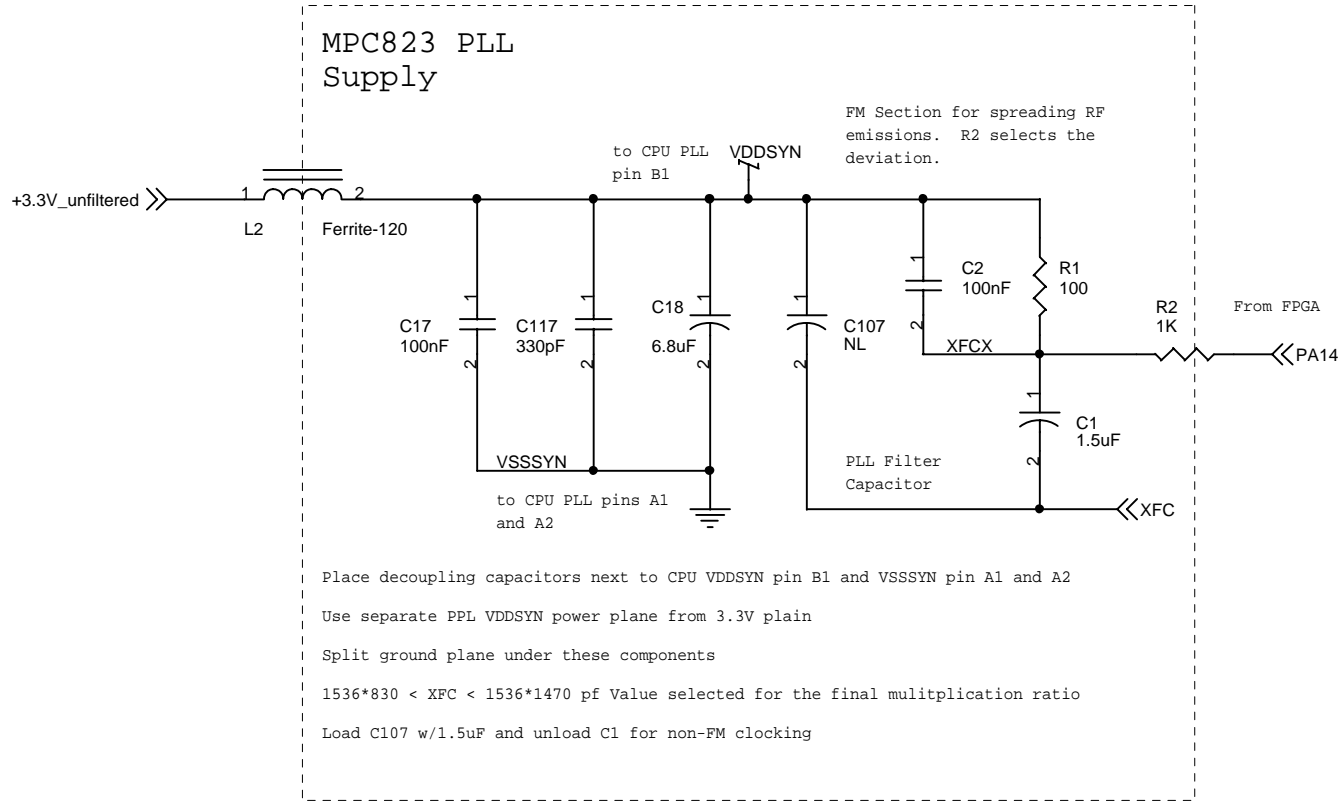 MPC823 PLL
Supply
FM Section for spreading RF
emissions. R2 selects the
deviation.
to CPU PLL
pin B1
VDDSYN
+3.3V_unfiltered
1
2
L2
Ferrite-120
1
1
1
1
1
C17
100nF
C117
330pF
C18
6.8uF
C107
NL
C2
100nF
R1
100
R2
1K
From FPGA
2
2
2
2
2
XFCX
PA14
1
C1
1.5uF
2
VSSSYN
PLL Filter
Capacitor
to CPU PLL pins A1
and A2
XFC
Place decoupling capacitors next to CPU VDDSYN pin B1 and VSSSYN pin A1 and A2
Use separate PPL VDDSYN power plane from 3.3V plain
Split ground plane under these components
1536*830 < XFC < 1536*1470 pf Value selected for the final mulitplication ratio
Load C107 w/1.5uF and unload C1 for non-FM clocking